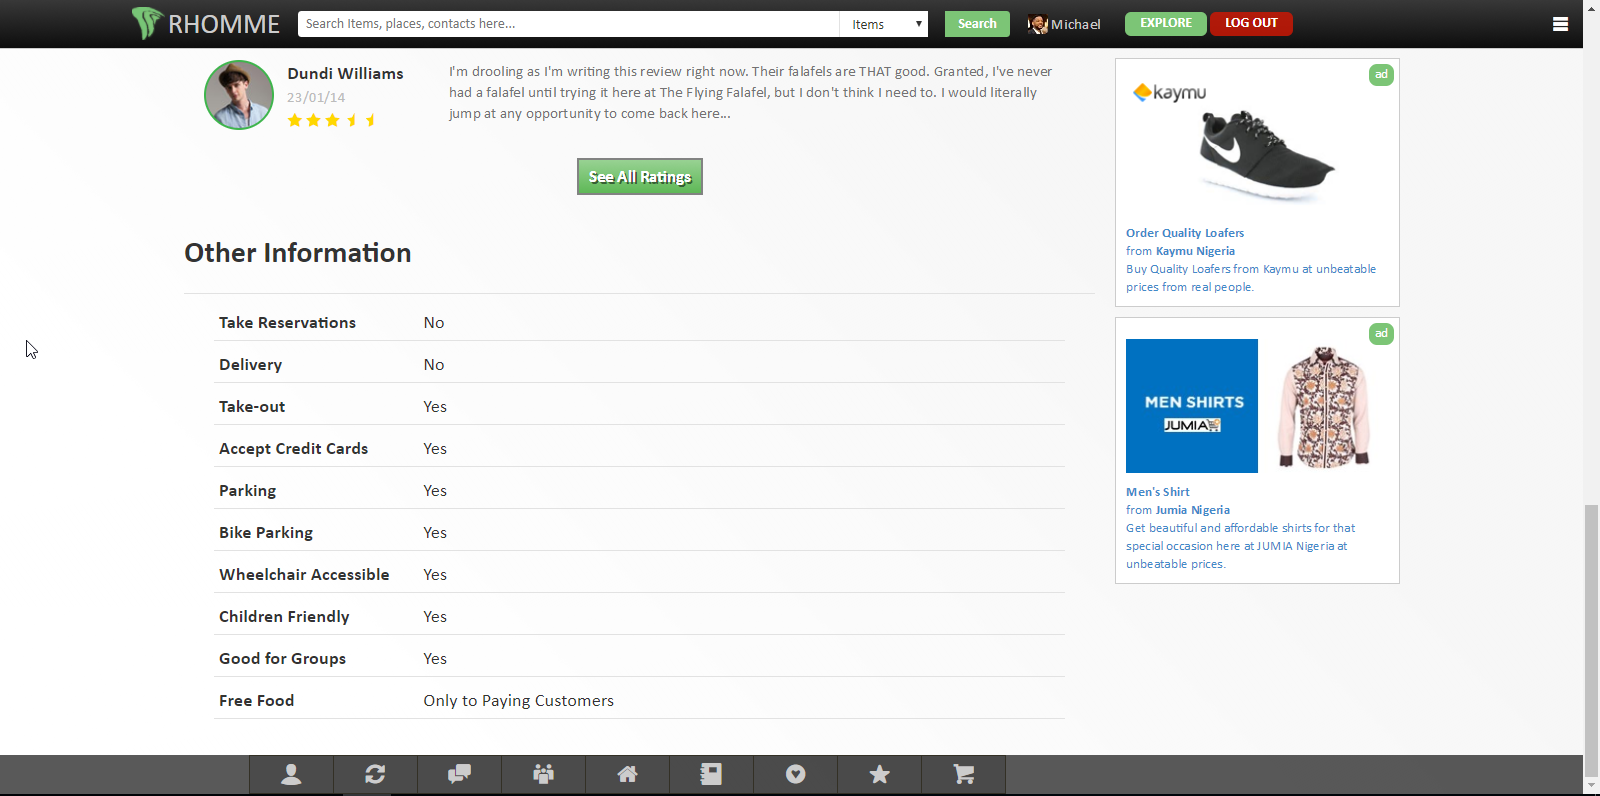 RHOMME
Search Items, places, contacts here...
Items
Search
Michael
EXPLORE
LOG OUT
Dundi Williams
23/01/14
I'm drooling as I'm writing this review right now. Their falafels are THAT good. Granted, I've never
had a falafel until trying it here at The Flying Falafel, but I don't think I need to. I would literally
jump at any opportunity to come back here...
See All Ratings
Other Information
Take Reservations No
Delivery No
Take-out Yes
Accept Credit Cards Yes
Parking Yes
Bike Parking Yes
Wheelchair Accessible Yes
Children Friendly Yes
Good for Groups Yes
Free Food Only to Paying Customers
ad
kaymu
Order Quality Loafers
from Kaymu Nigeria
Buy Quality Loafers from Kaymu at unbeatable
prices from real people.
ad
MEN SHIRTS
JUMIA
Men's Shirt
from Jumia Nigeria
Get beautiful and affordable shirts for that
special occasion here at JUMIA Nigeria at
unbeatable prices.